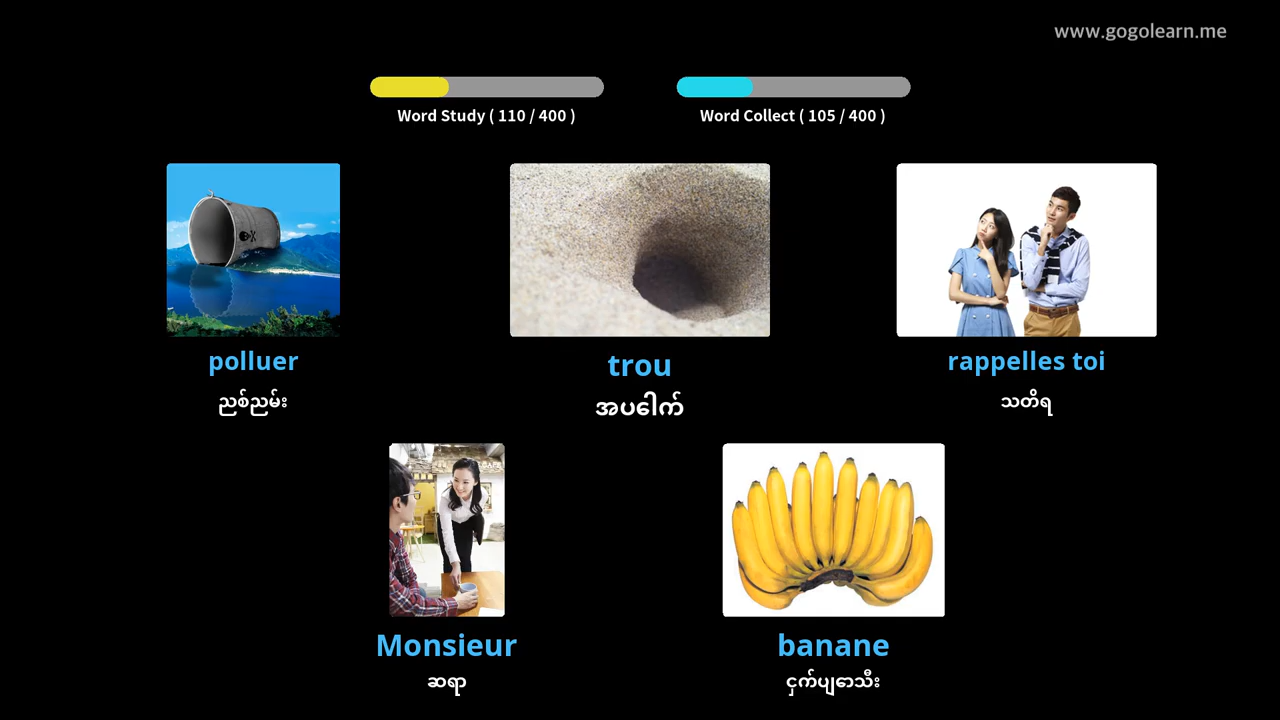 www.gogolearn.me
Word Study ( 110 / 400 )
Word Collect ( 105 / 400 )
polluer
ညစ်ညမ်း
trou
အပေါက်
rappelles toi
သတိရ
Monsieur
ဆရာ
banane
ငှက်ပျောသီး